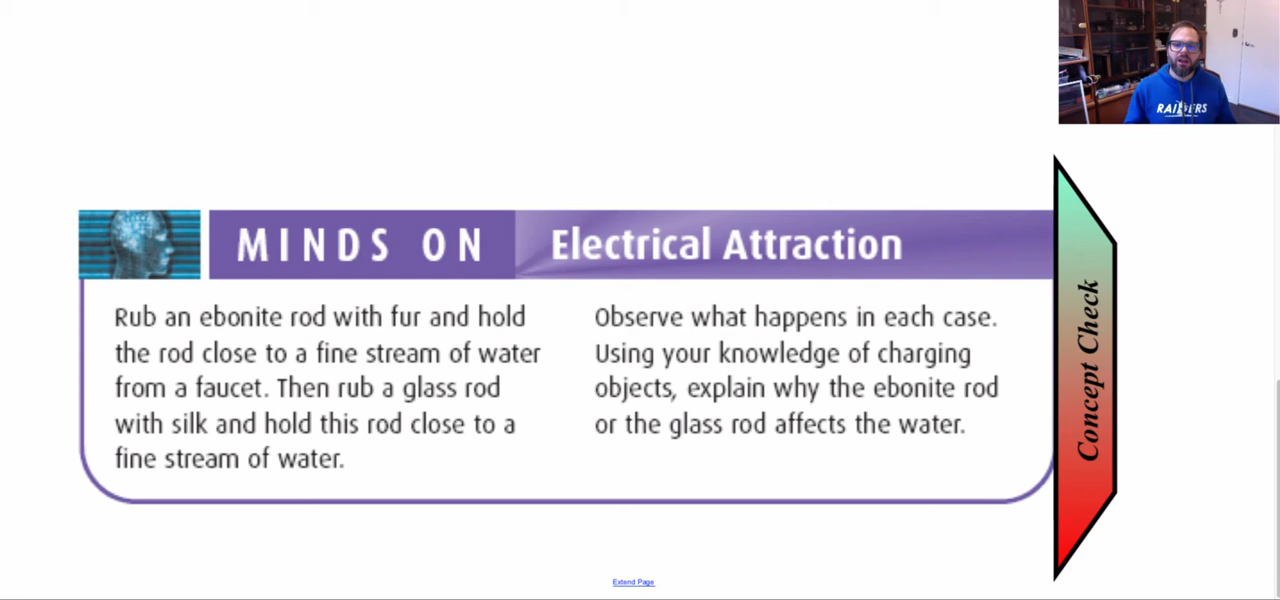 RAIDERS
MINDS ON
Electrical Attraction
Rub an ebonite rod with fur and hold
the rod close to a fine stream of water
from a faucet. Then rub a glass rod
with silk and hold this rod close to a
fine stream of water.
Observe what happens in each case.
Using your knowledge of charging
objects, explain why the ebonite rod
or the glass rod affects the water.
Concept Check
Extend Page